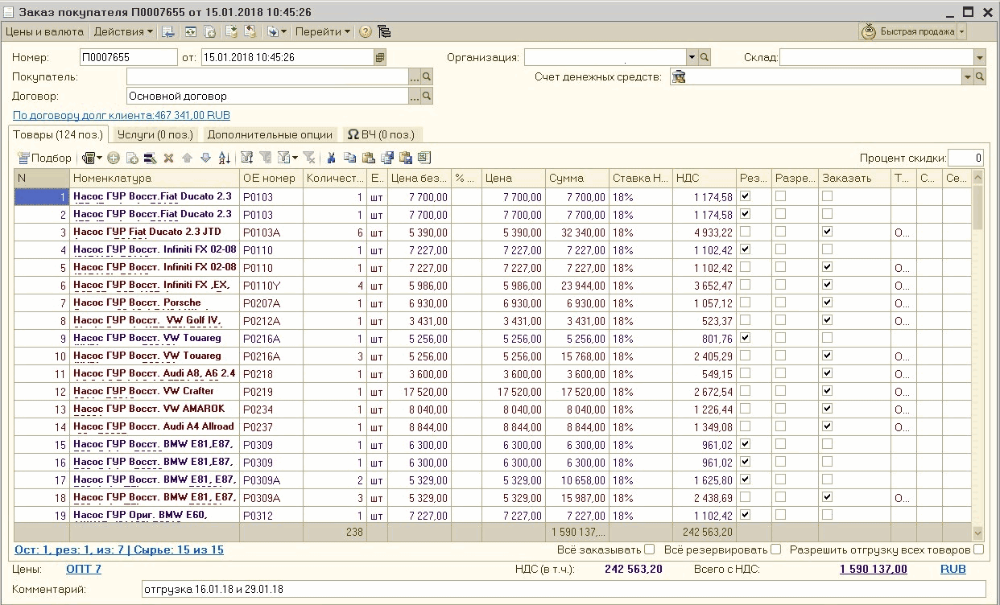 Заказ покупателя П0007655 от 15.01.2018 10:45:26
Цены и валюта Действия Перейти ? Быстрая продажа
Номер: П0007655 от: 15.01.2018 10:45:26 Организация: Склад:
Покупатель: ... Счет денежных средств:
Договор: Основной договор ...
По договору долг клиента:467 341,00 RUB
Товары (124 поз.) Услуги (0 поз.) Дополнительные опции Ω ВЧ (0 поз.)
Подбор Процент скидки: 0
N Номенклатура ОЕ номер Количест... Е... Цена без... % ... Цена Сумма Ставка Н... НДС Рез... Разре... Заказать Т... С... Се...
1 Насос ГУР Восст.Fiat Ducato 2.3 P0103 1 шт 7 700,00 7 700,00 7 700,00 18% 1 174,58
2 Насос ГУР Восст.Fiat Ducato 2.3 P0103 1 шт 7 700,00 7 700,00 7 700,00 18% 1 174,58
3 Насос ГУР Fiat Ducato 2.3 JTD P0103A 6 шт 5 390,00 5 390,00 32 340,00 18% 4 933,22 О...
4 Насос ГУР Восст. Infiniti FX 02-08 P0110 1 шт 7 227,00 7 227,00 7 227,00 18% 1 102,42
5 Насос ГУР Восст. Infiniti FX 02-08 P0110 1 шт 7 227,00 7 227,00 7 227,00 18% 1 102,42 О...
6 Насос ГУР Восст. Infiniti FX ,EX, P0110Y 4 шт 5 986,00 5 986,00 23 944,00 18% 3 652,47 О...
7 Насос ГУР Восст. Porsche P0207A 1 шт 6 930,00 6 930,00 6 930,00 18% 1 057,12 О...
8 Насос ГУР Восст. VW Golf IV, P0212A 1 шт 3 431,00 3 431,00 3 431,00 18% 523,37 О...
9 Насос ГУР Восст. VW Touareg P0216A 1 шт 5 256,00 5 256,00 5 256,00 18% 801,76
10 Насос ГУР Восст. VW Touareg P0216A 3 шт 5 256,00 5 256,00 15 768,00 18% 2 405,29 О...
11 Насос ГУР Восст. Audi A8, A6 2.4 P0218 1 шт 3 600,00 3 600,00 3 600,00 18% 549,15 О...
12 Насос ГУР Восст. VW Crafter P0219 1 шт 17 520,00 17 520,00 17 520,00 18% 2 672,54 О...
13 Насос ГУР Восст. VW AMAROK P0234 1 шт 8 040,00 8 040,00 8 040,00 18% 1 226,44 О...
14 Насос ГУР Восст. Audi A4 Allroad P0237 1 шт 8 844,00 8 844,00 8 844,00 18% 1 349,08 О...
15 Насос ГУР Восст. BMW E81,E87, P0309 1 шт 6 300,00 6 300,00 6 300,00 18% 961,02
16 Насос ГУР Восст. BMW E81,E87, P0309 1 шт 6 300,00 6 300,00 6 300,00 18% 961,02
17 Насос ГУР Восст. BMW E81, E87, P0309A 2 шт 5 329,00 5 329,00 10 658,00 18% 1 625,80
18 Насос ГУР Восст. BMW E81, E87, P0309A 3 шт 5 329,00 5 329,00 15 987,00 18% 2 438,69 О...
19 Насос ГУР Ориг. BMW E60, P0312 1 шт 7 227,00 7 227,00 7 227,00 18% 1 102,42
238 1 590 137,... 242 563,20
Ост: 1, рез: 1, из: 7 | Сырье: 15 из 15 Всё заказывать Всё резервировать Разрешить отгрузку всех товаров
Цены: ОПТ 7 НДС (в т.ч.): 242 563,20 Всего с НДС: 1 590 137,00 RUB
Комментарий: отгрузка 16.01.18 и 29.01.18